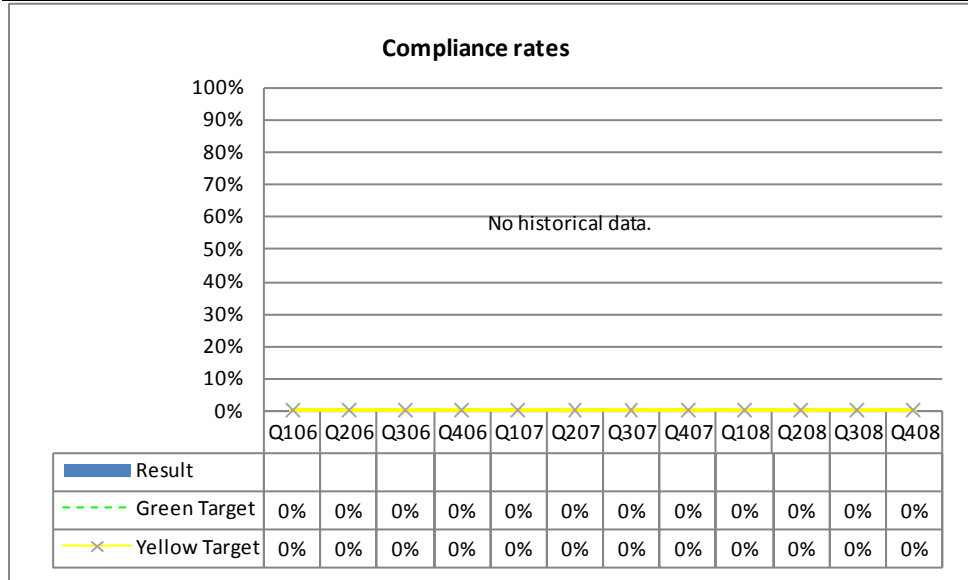 Compliance rates
100%
90%
80%
70%
60%
No historical data.
50%
40%
30%
20%
10%
0%
Q106 Q206 Q306 Q406 Q107 Q207 Q307 Q407 Q108 Q208 Q308 Q408
Result
Green Target 0% 0% 0% 0% 0% 0% 0% 0% 0% 0% 0% 0%
Yellow Target 0% 0% 0% 0% 0% 0% 0% 0% 0% 0% 0% 0%